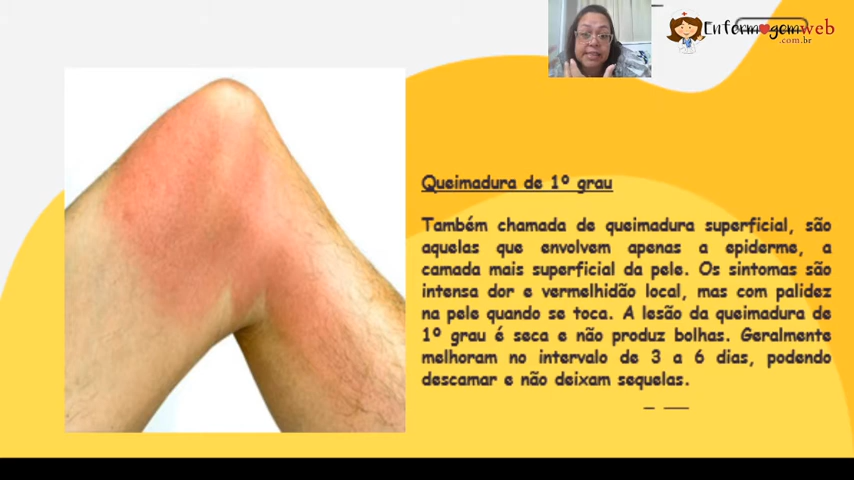 Enfermagemweb
.com.br
Queimadura de 1º grau
Também chamada de queimadura superficial, são
aquelas que envolvem apenas a epiderme, a
camada mais superficial da pele. Os sintomas são
intensa dor e vermelhidão local, mas com palidez
na pele quando se toca. A lesão da queimadura de
1º grau é seca e não produz bolhas. Geralmente
melhoram no intervalo de 3 a 6 dias, podendo
descamar e não deixam sequelas.